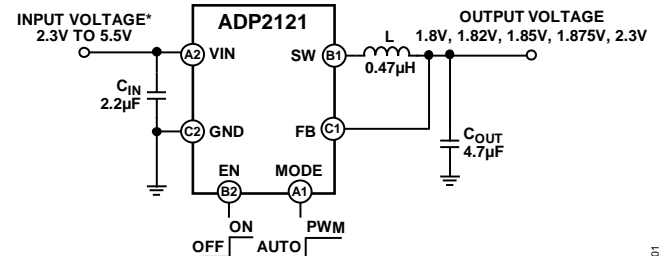 INPUT VOLTAGE*
2.3V TO 5.5V
ADP2121
OUTPUT VOLTAGE
1.8V, 1.82V, 1.85V, 1.875V, 2.3V
A2 VIN
SW B1
L
0.47µH
CIN
2.2µF
C2 GND
FB C1
COUT
4.7µF
EN
MODE
B2
A1
ON
PWM
OFF
AUTO
01